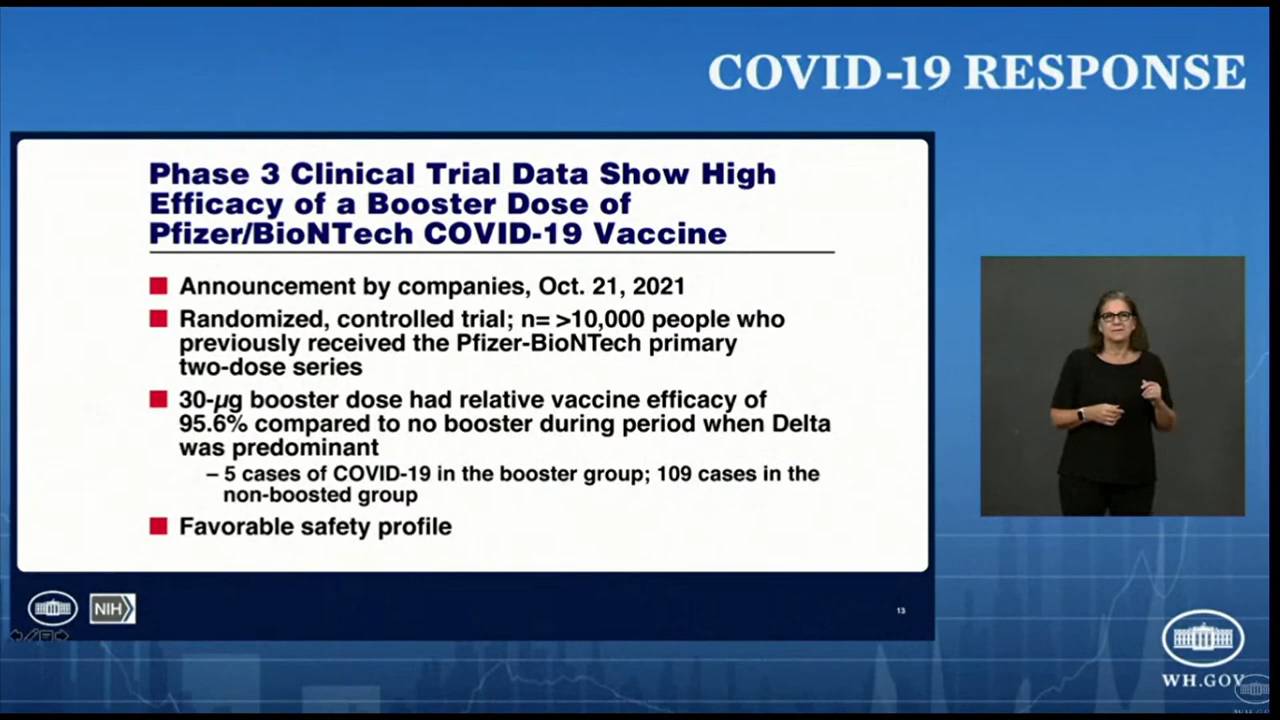 COVID-19 RESPONSE
Phase 3 Clinical Trial Data Show High
Efficacy of a Booster Dose of
Pfizer/BioNTech COVID-19 Vaccine
Announcement by companies, Oct. 21, 2021
Randomized, controlled trial; n= >10,000 people who
previously received the Pfizer-BioNTech primary
two-dose series
30-µg booster dose had relative vaccine efficacy of
95.6% compared to no booster during period when Delta
was predominant
– 5 cases of COVID-19 in the booster group; 109 cases in the
non-boosted group
Favorable safety profile
NIH
13
WH.GOV